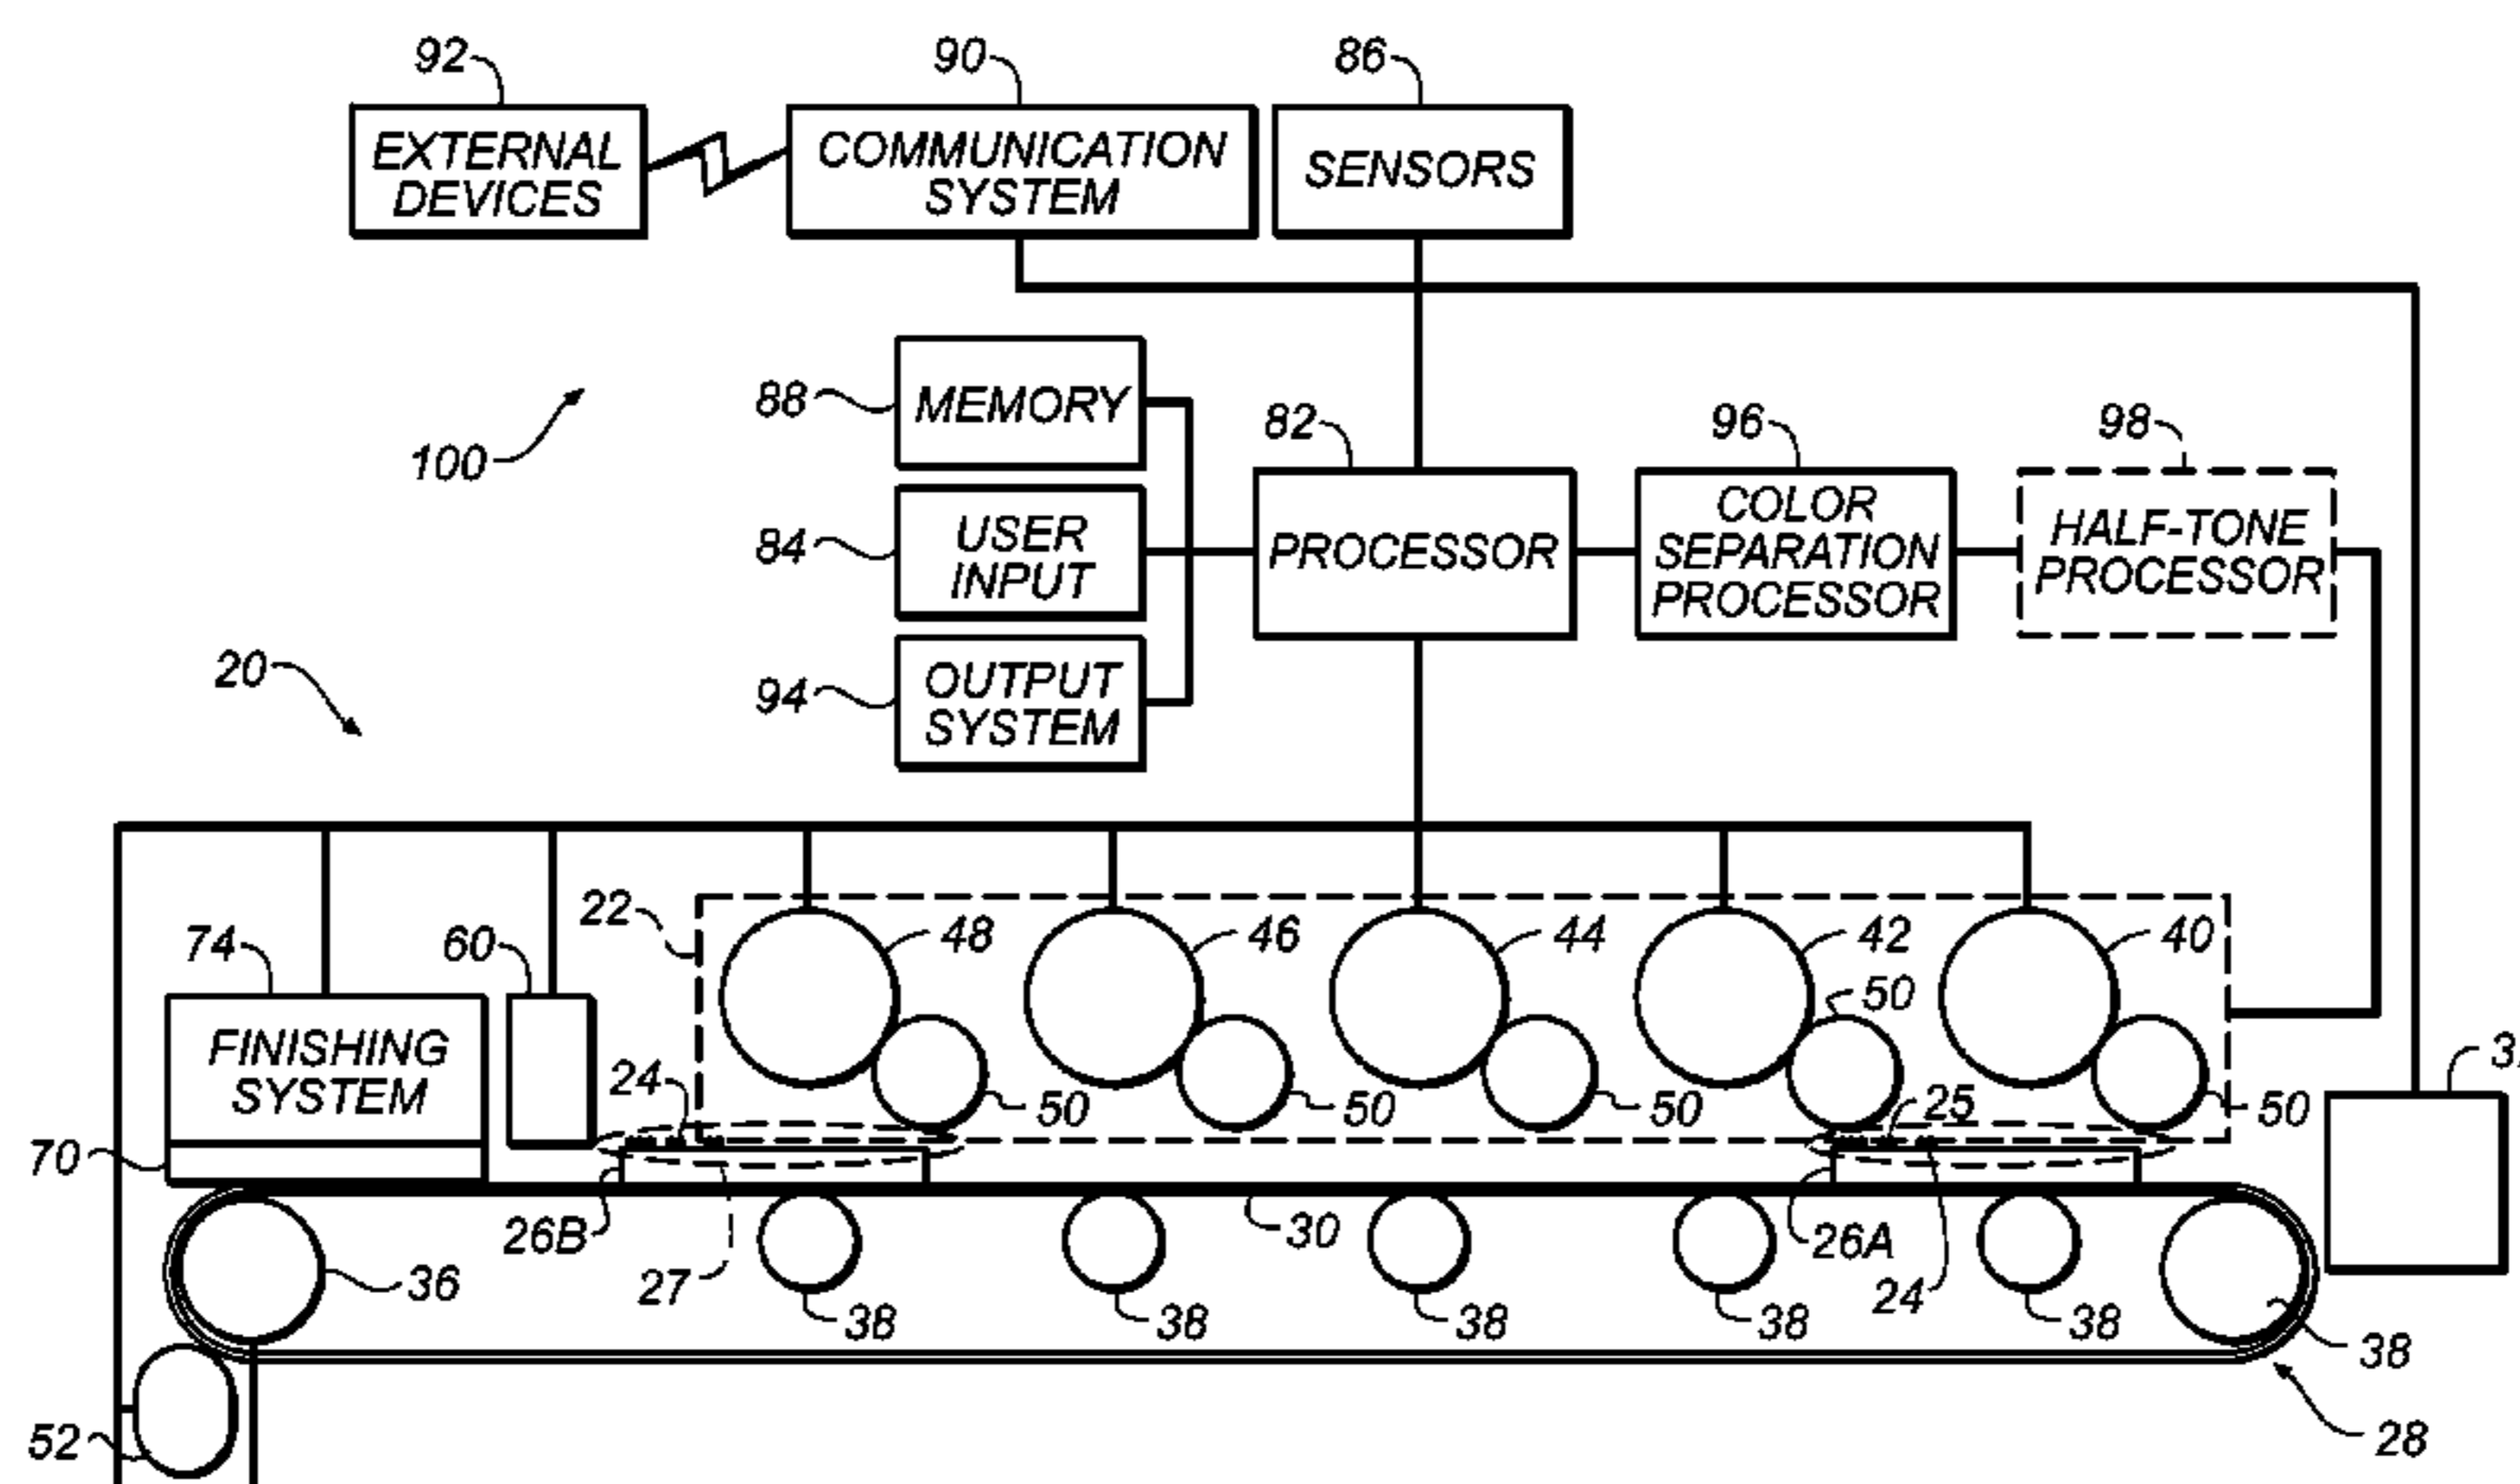 92
90
86
EXTERNAL
DEVICES
COMMUNICATION
SYSTEM
SENSORS
88
MEMORY
100
82
96
98
84
USER
INPUT
PROCESSOR
COLOR
SEPARATION
PROCESSOR
HALF-TONE
PROCESSOR
20
94
OUTPUT
SYSTEM
22
48
46
44
42
40
74
60
50
FINISHING
SYSTEM
24
50
50
50
25
50
70
26B
30
26A
27
24
36
38
38
38
38
38
38
52
28